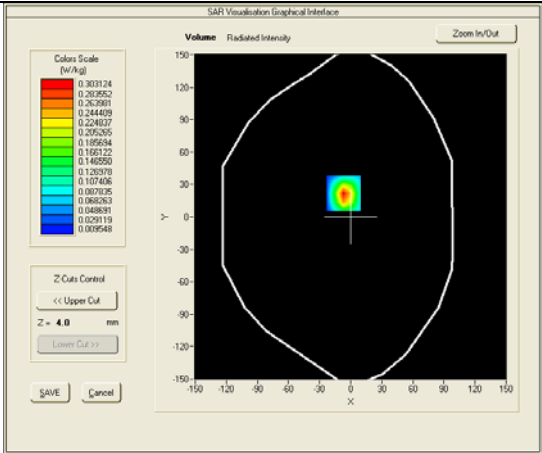 SAR Visualisation Graphical Interface
Volume Radiated Intensity
Zoom In/Out
Colors Scale
(W/kg)
0.303124
0.283552
0.263981
0.244409
0.224837
0.205265
0.185694
0.166122
0.146550
0.126978
0.107406
0.087835
0.068263
0.048691
0.029119
0.009548
Z-Cuts Control
<< Upper Cut
Z = 4.0 mm
Lower Cut >>
SAVE
Cancel
150
120
90
60
30
0
-30
-60
-90
-120
-150
Y
-150 -120 -90 -60 -30 0 30 60 90 120 150
X